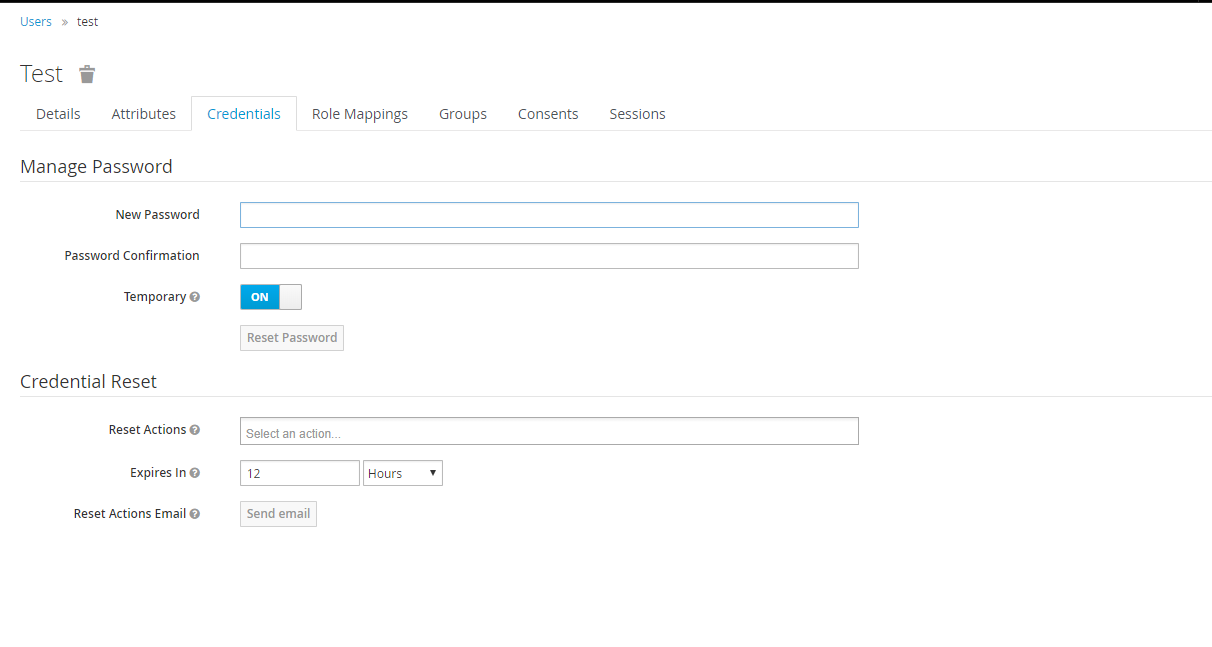 Users » test
Test
Details Attributes Credentials Role Mappings Groups Consents Sessions
Manage Password
New Password
Password Confirmation
Temporary ON
Reset Password
Credential Reset
Reset Actions Select an action...
Expires In 12 Hours
Reset Actions Email Send email